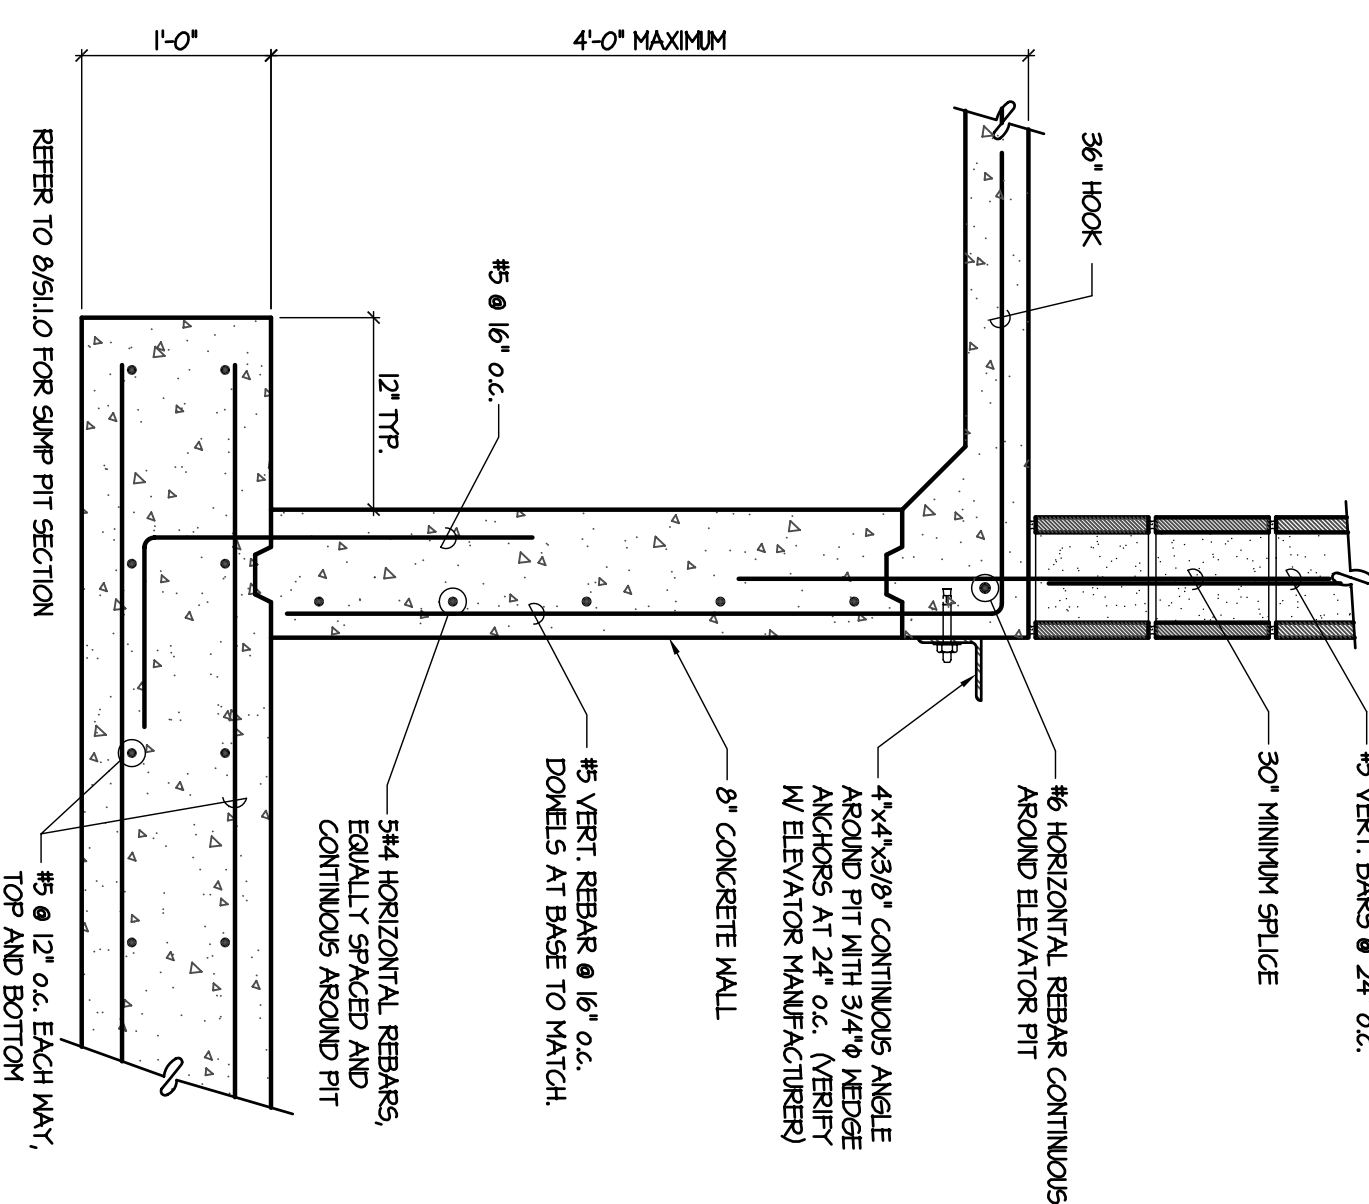 1'-0"
4'-0" MAXIMUM
#5 VERT. BARS @ 24" O.C.
30" MINIMUM SPLICE
36" HOOK
#6 HORIZONTAL REBAR CONTINUOUS
AROUND ELEVATOR PIT
4"x4"x3/8" CONTINUOUS ANGLE
AROUND PIT WITH 3/4"Φ WEDGE
ANCHORS AT 24" O.C. (VERIFY
W/ ELEVATOR MANUFACTURER)
8" CONCRETE WALL
#5 @ 16" O.C.
#5 VERT. REBAR @ 16" O.C.
DOWELS AT BASE TO MATCH.
12" TYP.
5#4 HORIZONTAL REBARS,
EQUALLY SPACED AND
CONTINUOUS AROUND PIT
#5 @ 12" O.C. EACH WAY,
TOP AND BOTTOM
REFER TO 8/S1.0 FOR SUMP PIT SECTION